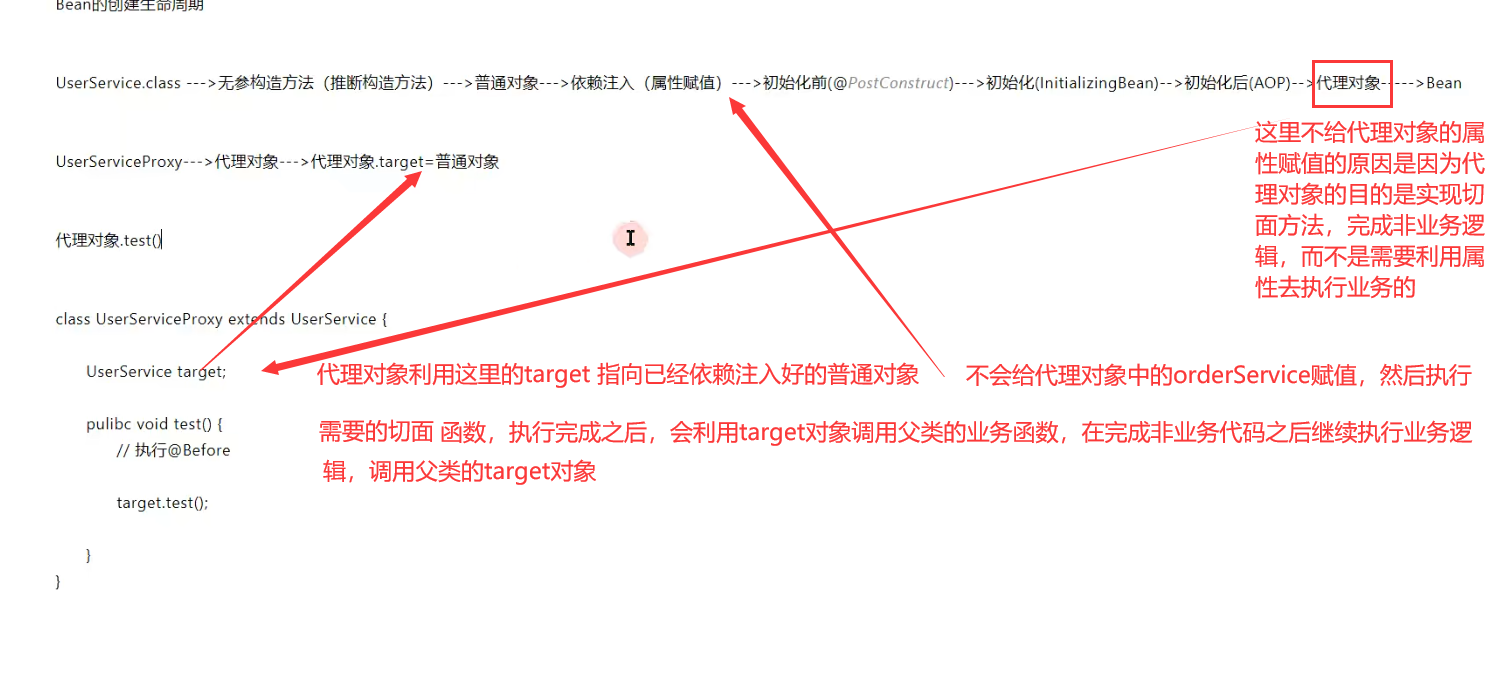 Bean的创建生命周期
UserService.class --->无参构造方法（推断构造方法）--->普通对象--->依赖注入（属性赋值）--->初始化前(@PostConstruct)--->初始化(InitializingBean)-->初始化后(AOP)-->代理对象----->Bean
这里不给代理对象的属
性赋值的原因是因为代
理对象的目的是实现切
面方法，完成非业务逻
辑，而不是需要利用属
性去执行业务的
UserServiceProxy--->代理对象--->代理对象.target=普通对象
代理对象.test()
class UserServiceProxy extends UserService {
UserService target;
代理对象利用这里的target 指向已经依赖注入好的普通对象 不会给代理对象中的orderService赋值，然后执行
pulibc void test() {
需要的切面 函数，执行完成之后，会利用target对象调用父类的业务函数，在完成非业务代码之后继续执行业务逻
// 执行@Before
辑，调用父类的target对象
target.test();
}
}